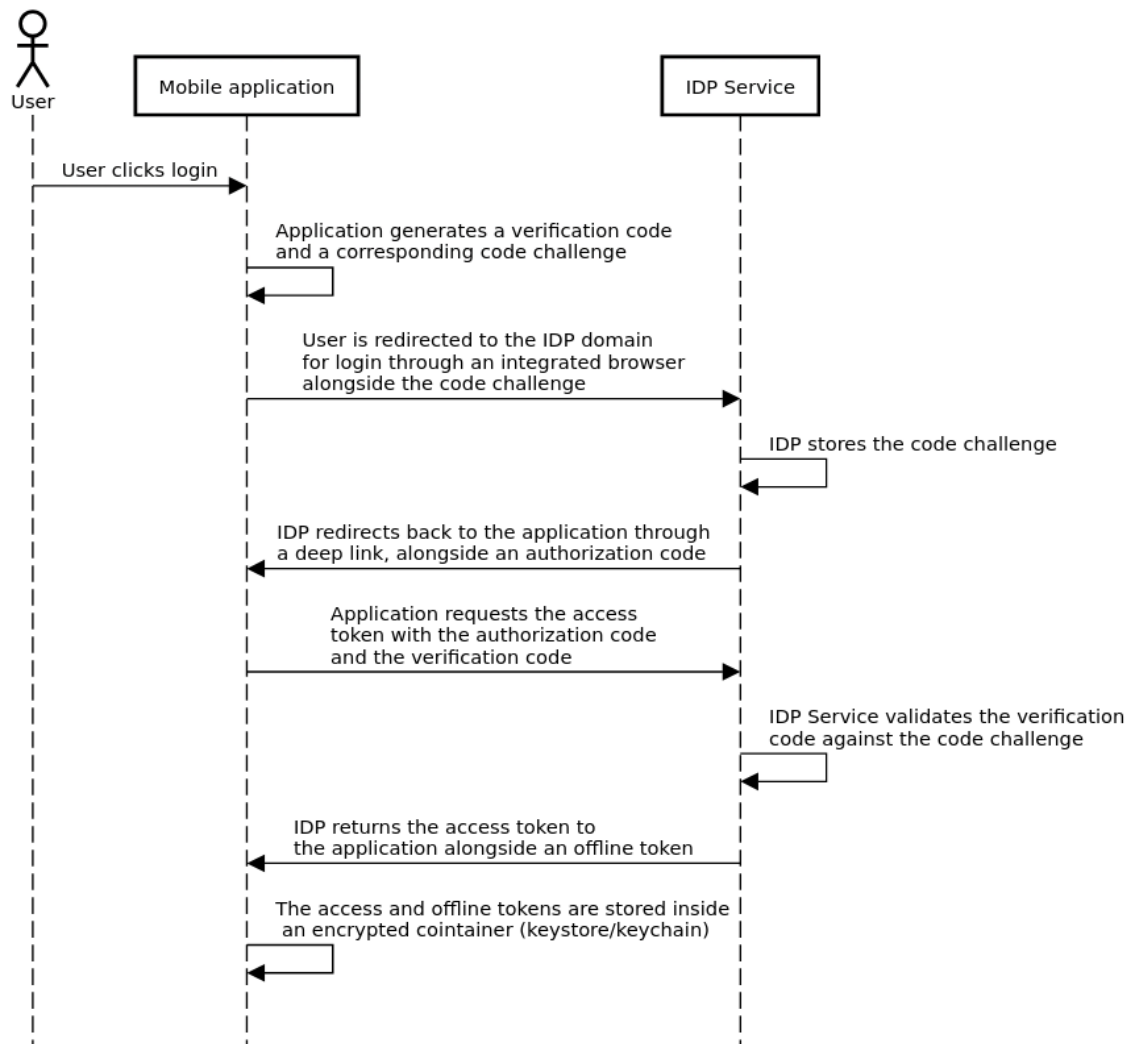 User
Mobile application
IDP Service
User clicks login
Application generates a verification code
and a corresponding code challenge
User is redirected to the IDP domain
for login through an integrated browser
alongside the code challenge
IDP stores the code challenge
IDP redirects back to the application through
a deep link, alongside an authorization code
Application requests the access
token with the authorization code
and the verification code
IDP Service validates the verification
code against the code challenge
IDP returns the access token to
the application alongside an offline token
The access and offline tokens are stored inside
an encrypted cointainer (keystore/keychain)